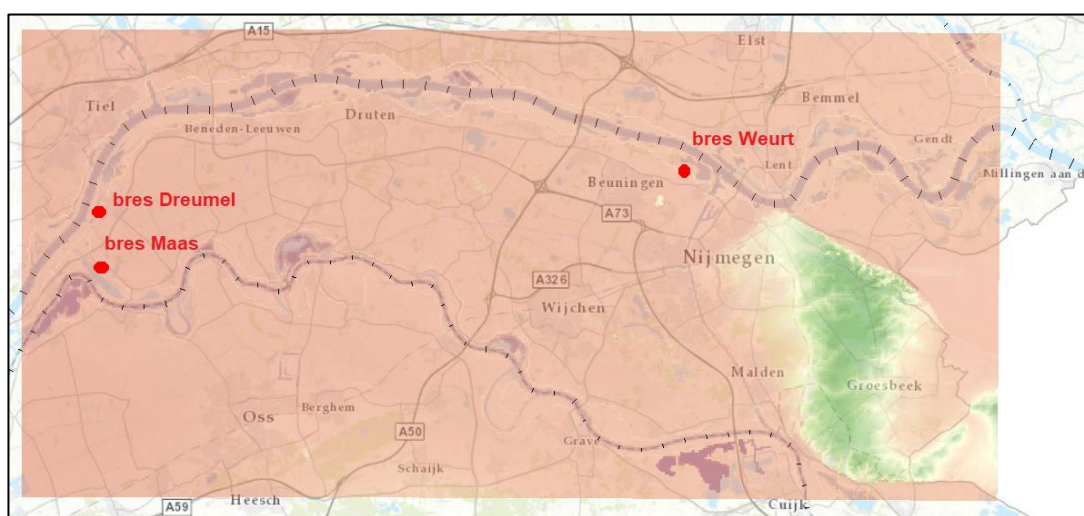 A15
Elst
Tiel
Bemmel
Druten
Beneden-Leeuwen
bres Weurt
Gendt
Lent
Millingen aan d
Beuningen
bres Dreumel
A73
bres Maas
Nijmegen
A326
Wijchen
Malden
Groesbeek
Oss
Berghem
A50
Grave
Schaijk
A59
Heesch
Cuijk